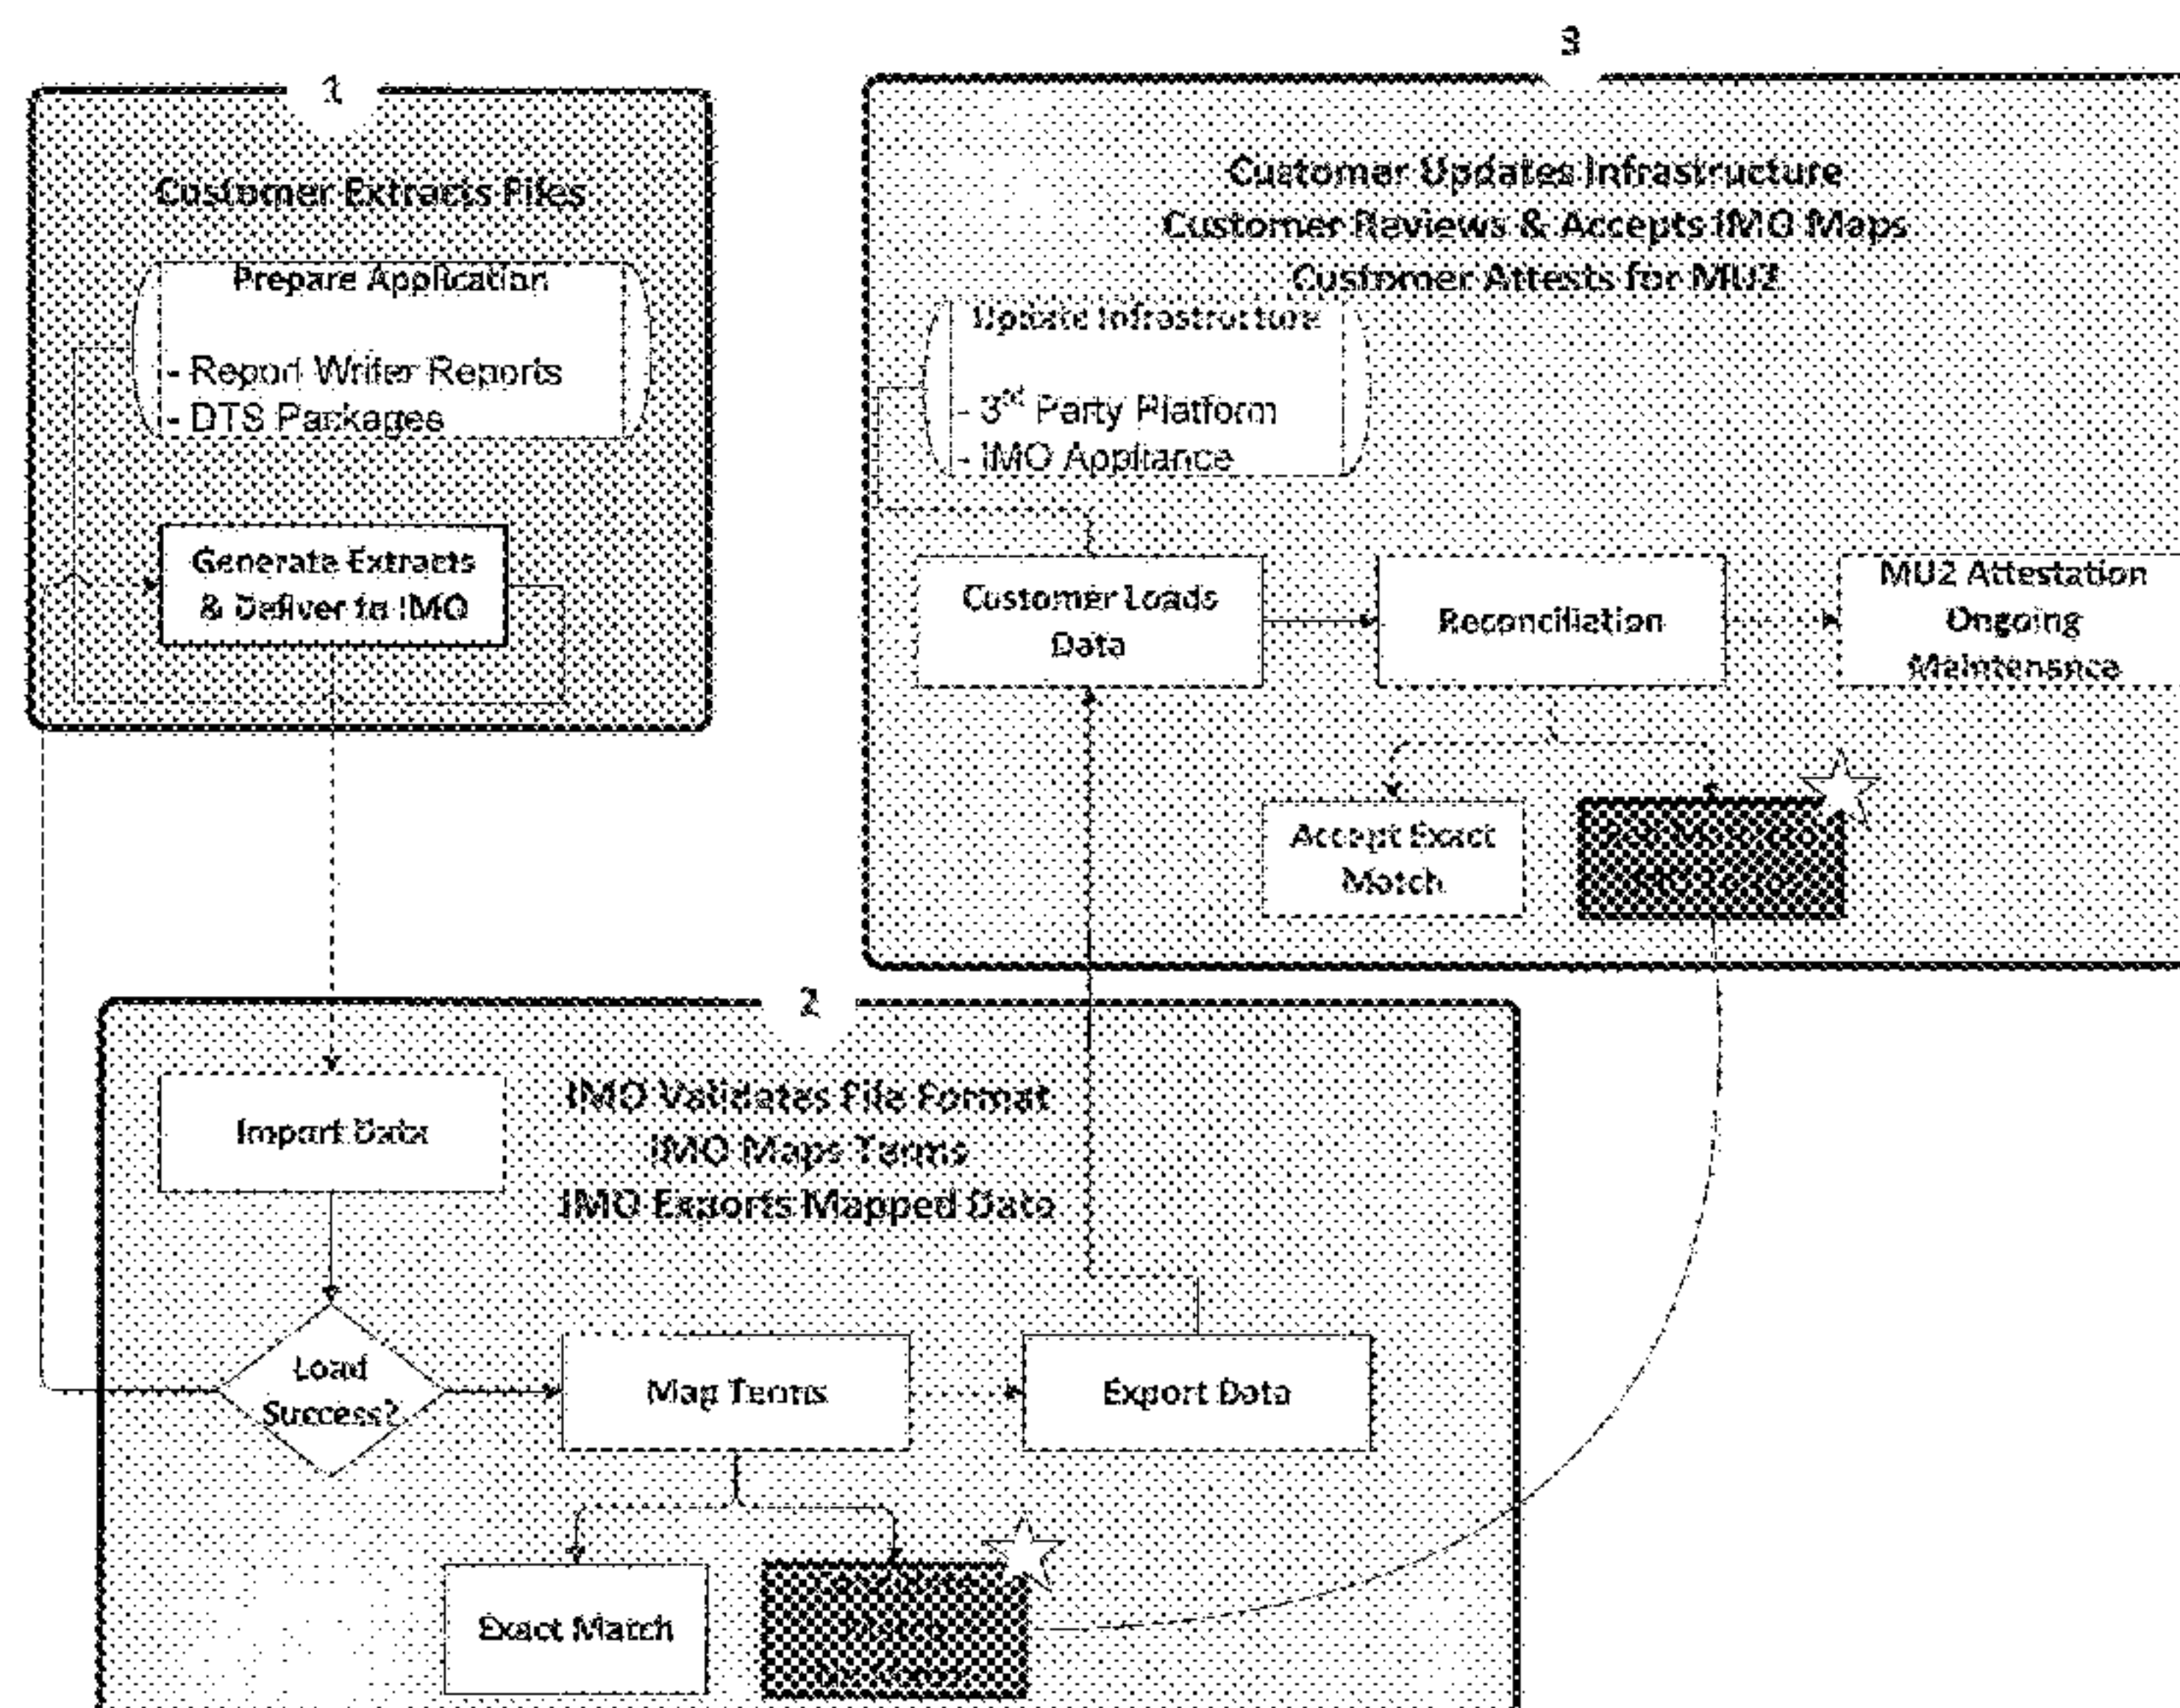 1
Customer Extracts Files
Prepare Application
- Report Writer Reports
- DTS Packages
Generate Extracts
& Deliver to IMO
3
Customer Updates Infrastructure
Customer Reviews & Accepts IMO Maps
Customer Attests for MU2
Update Infrastructure
- 3rd Party Platform
- IMO Appliance
Customer Loads
Data
Reconciliation
MU2 Attestation
Ongoing
Maintenance
Accept Exact
Match
2
Import Data
IMO Validates File Format
IMO Maps Terms
IMO Exports Mapped Data
Load
Success?
Map Terms
Export Data
Exact Match